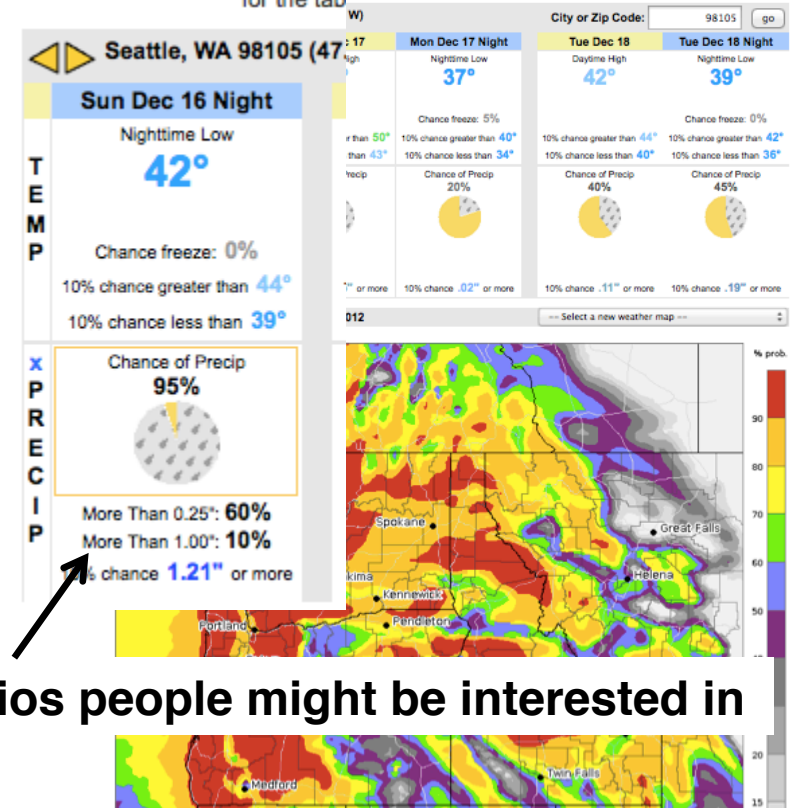 for the tab
Seattle, WA 98105 (47
Sun Dec 16 Night
Nighttime Low
42°
Chance freeze: 0%
10% chance greater than 44°
10% chance less than 39°
TEMP
x
PRECIP
Chance of Precip
95%
More Than 0.25": 60%
More Than 1.00": 10%
% chance 1.21" or more
W)
City or Zip Code: 98105 go
17 Mon Dec 17 Night Tue Dec 18 Tue Dec 18 Night
Nighttime Low Daytime High Nighttime Low
37° 42° 39°
Chance freeze: 5% Chance freeze: 0%
than 50° 10% chance greater than 40° 10% chance greater than 44° 10% chance greater than 42°
than 43° 10% chance less than 34° 10% chance less than 40° 10% chance less than 36°
recip Chance of Precip Chance of Precip Chance of Precip
20% 40% 45%
" or more 10% chance .02" or more 10% chance .11" or more 10% chance .19" or more
012 -- Select a new weather map --
% prob.
90
80
70
60
50
20
15
Spokane
Great Falls
kima
Helena
Kennewick
Portland
Pendleton
ios people might be interested in
Medford
Twin Falls